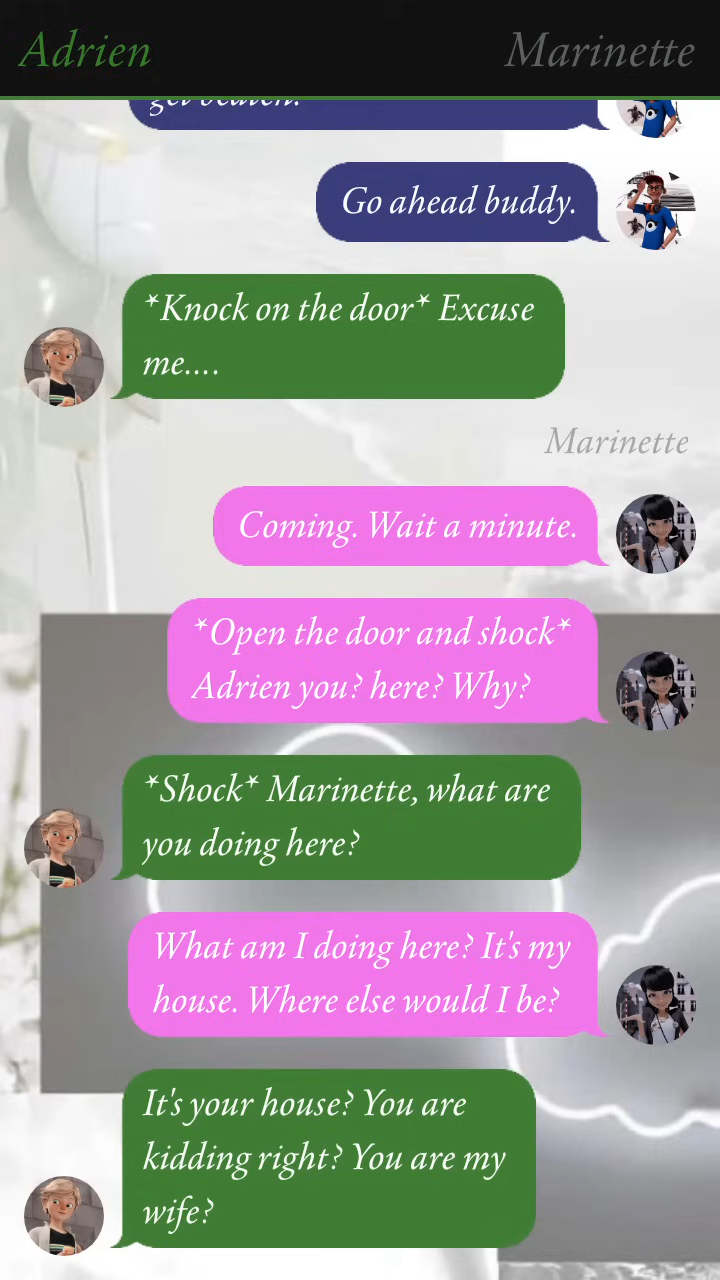 Adrien
Marinette
get beaten.
Go ahead buddy.
*Knock on the door* Excuse
me....
Marinette
Coming. Wait a minute.
*Open the door and shock*
Adrien you? here? Why?
*Shock* Marinette, what are
you doing here?
What am I doing here? It's my
house. Where else would I be?
It's your house? You are
kidding right? You are my
wife?